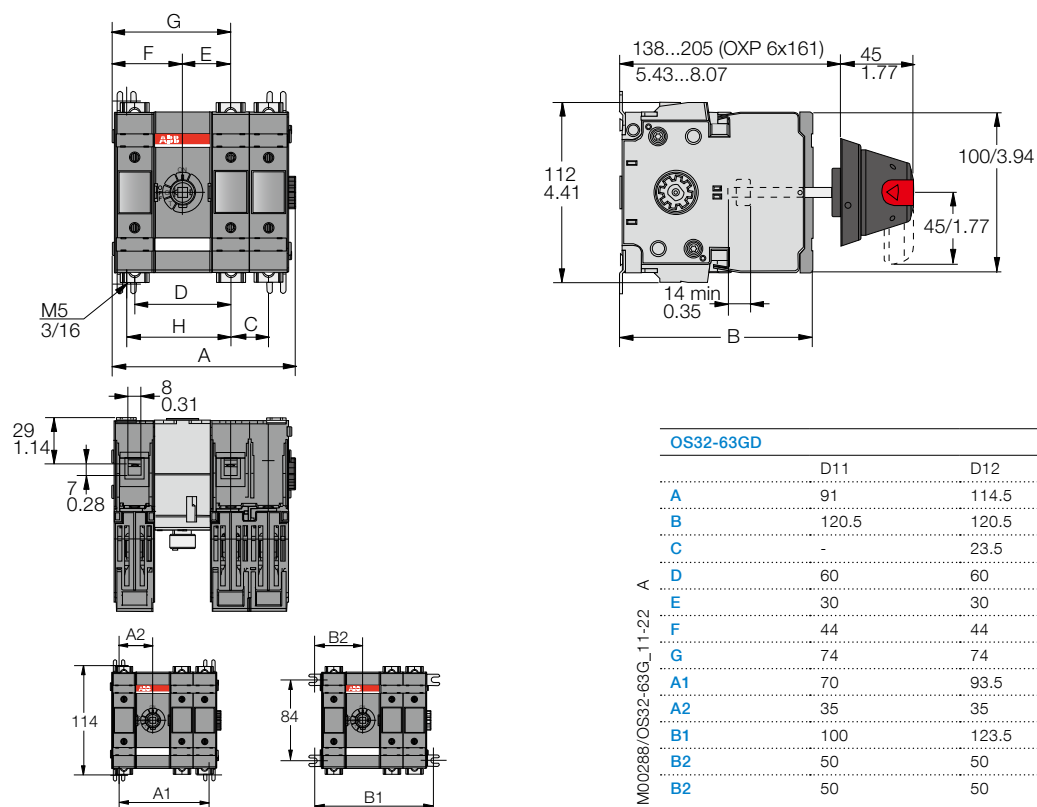 G
F E
ABB
M5
3/16
D
H C
A
138...205 (OXP 6x161)
5.43...8.07
45
1.77
112
4.41
100/3.94
45/1.77
14 min
0.35
B
8
0.31
29
1.14
7
0.28
A2
114
A1
B2
84
B1
M00288/OS32-63G_11-22 A
OS32-63GD
D11 D12
A 91 114.5
B 120.5 120.5
C - 23.5
D 60 60
E 30 30
F 44 44
G 74 74
A1 70 93.5
A2 35 35
B1 100 123.5
B2 50 50
B2 50 50